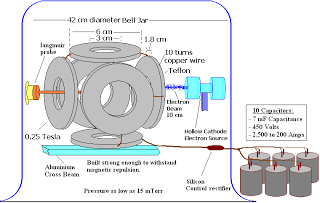 42 cm diameter Bell Jar
6 cm
3 cm
1.8 cm
langmuir
probe
10 turns
copper wire
Teflon
Electron
Beam
10 cm
Hollow Cathode
Electron Source
0.25 Tesla
10 Capacitors:
- 7 mF Capacitance
- 450 Volts
- 2,500 to 200 Amps
Aluminium
Cross Beam
Built strong enough to withstand
magnetic repulsion.
Silicon
Control rectifier
Pressure as low as 15 mTorr